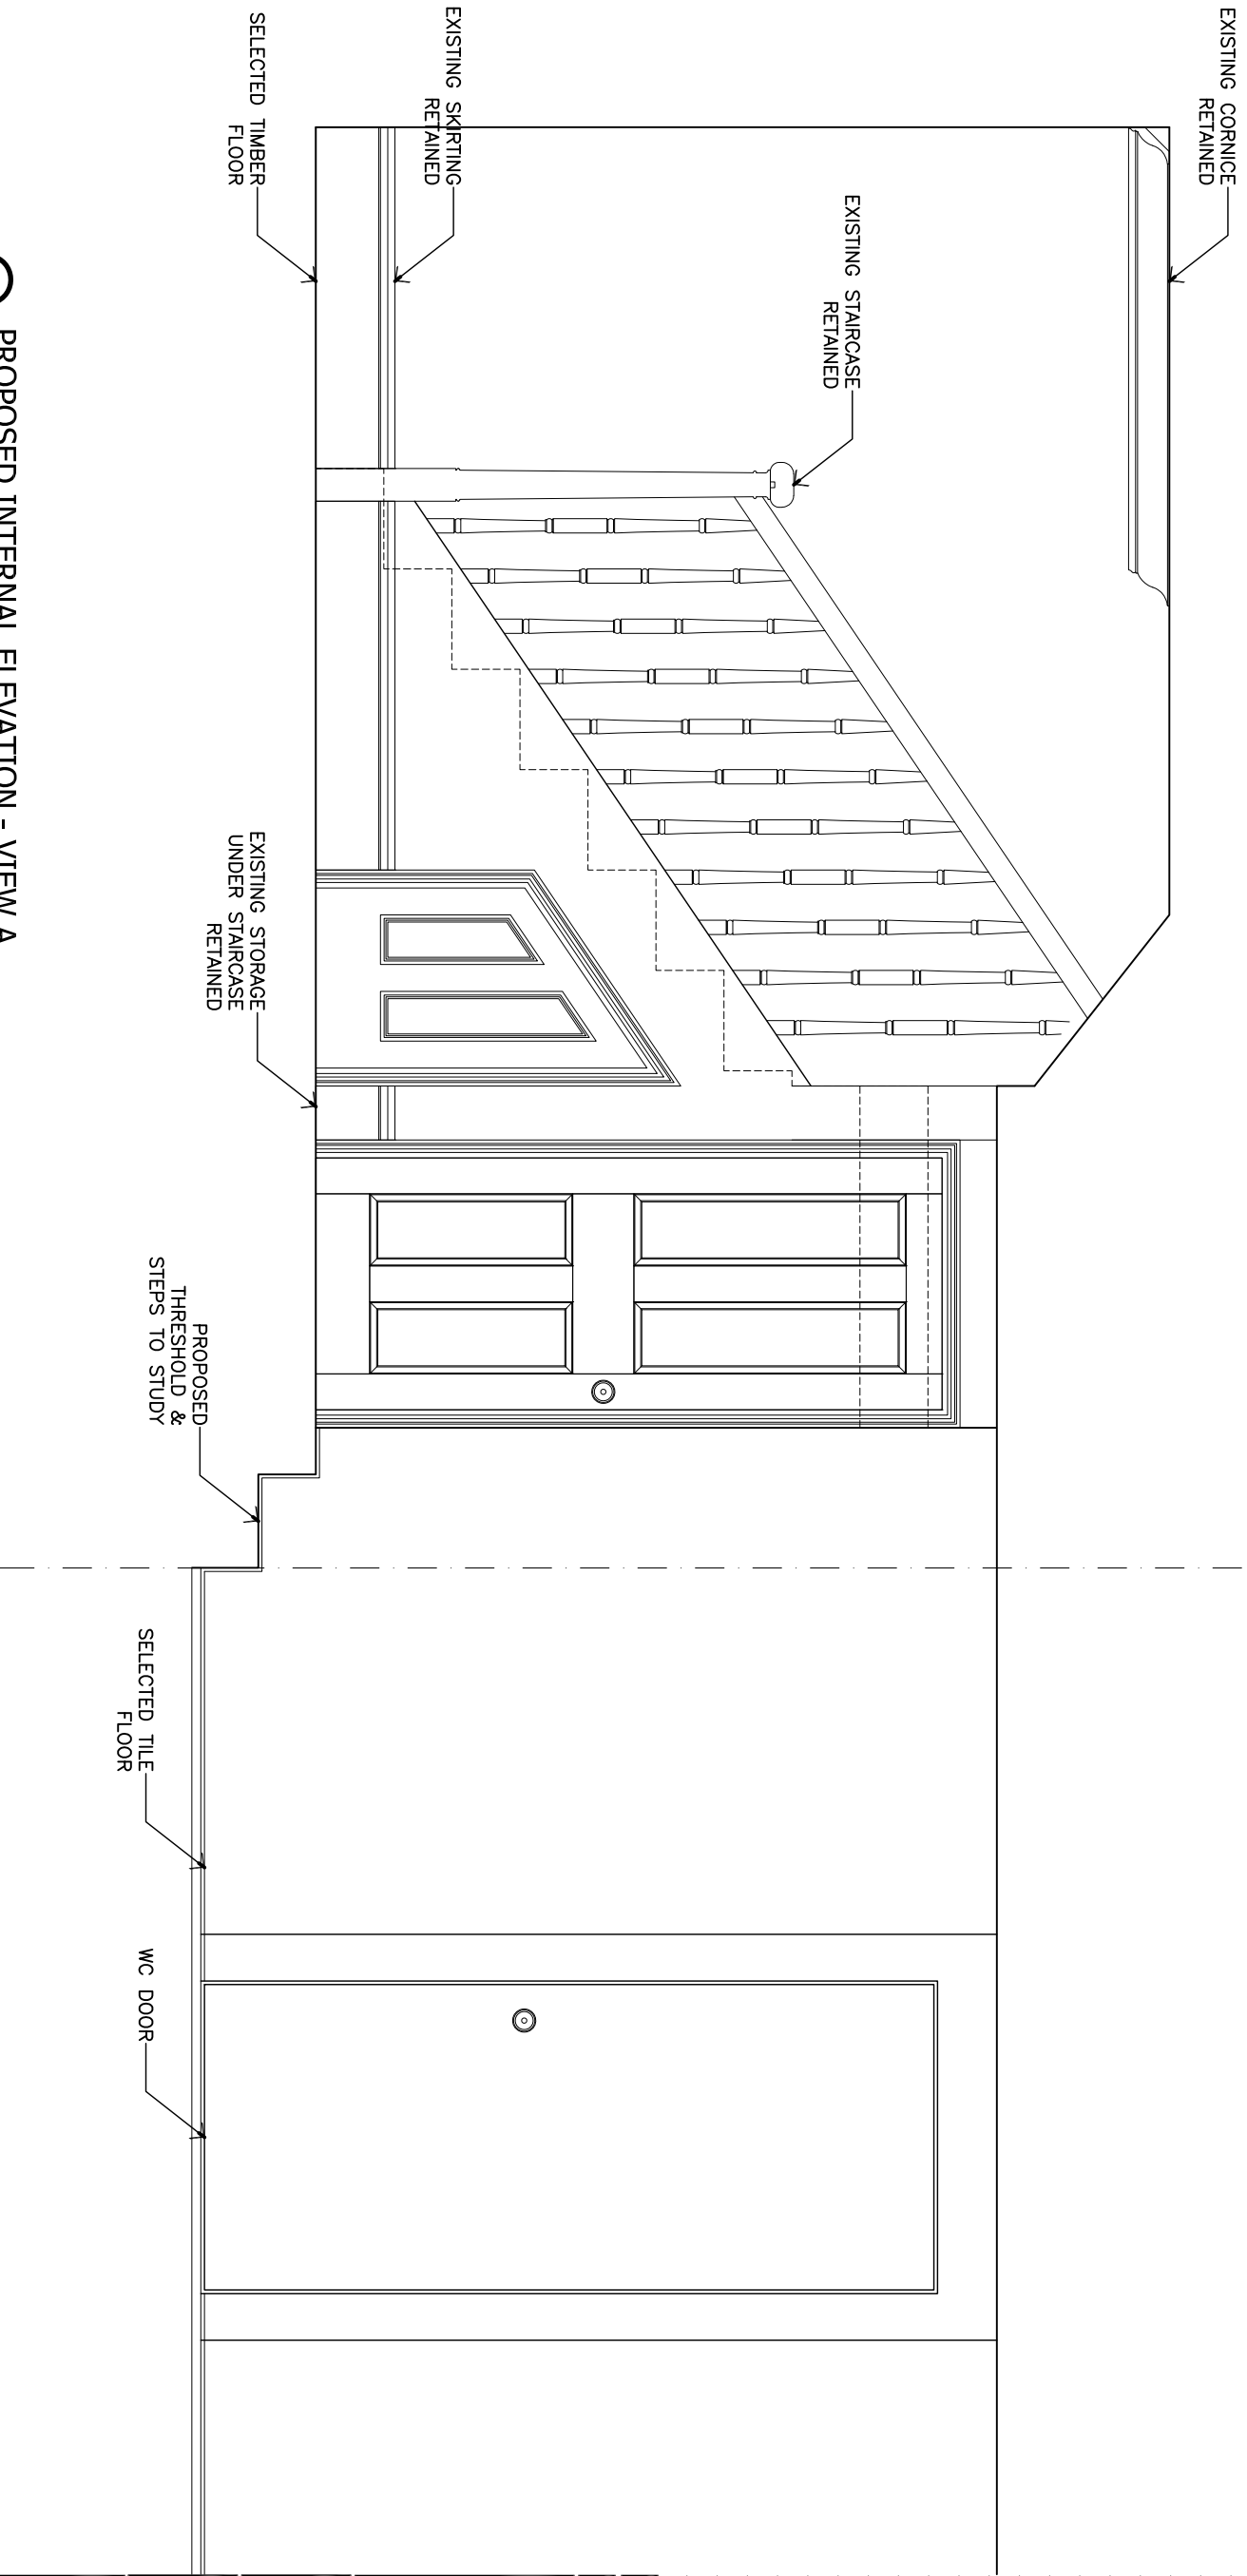 EXISTING CORNICE
RETAINED
EXISTING STAIRCASE
RETAINED
EXISTING SKIRTING
RETAINED
SELECTED TIMBER
FLOOR
EXISTING STORAGE
UNDER STAIRCASE
RETAINED
PROPOSED
THRESHOLD &
STEPS TO STUDY
SELECTED TILE
FLOOR
WC DOOR
PROPOSED INTERNAL ELEVATION - VIEW A